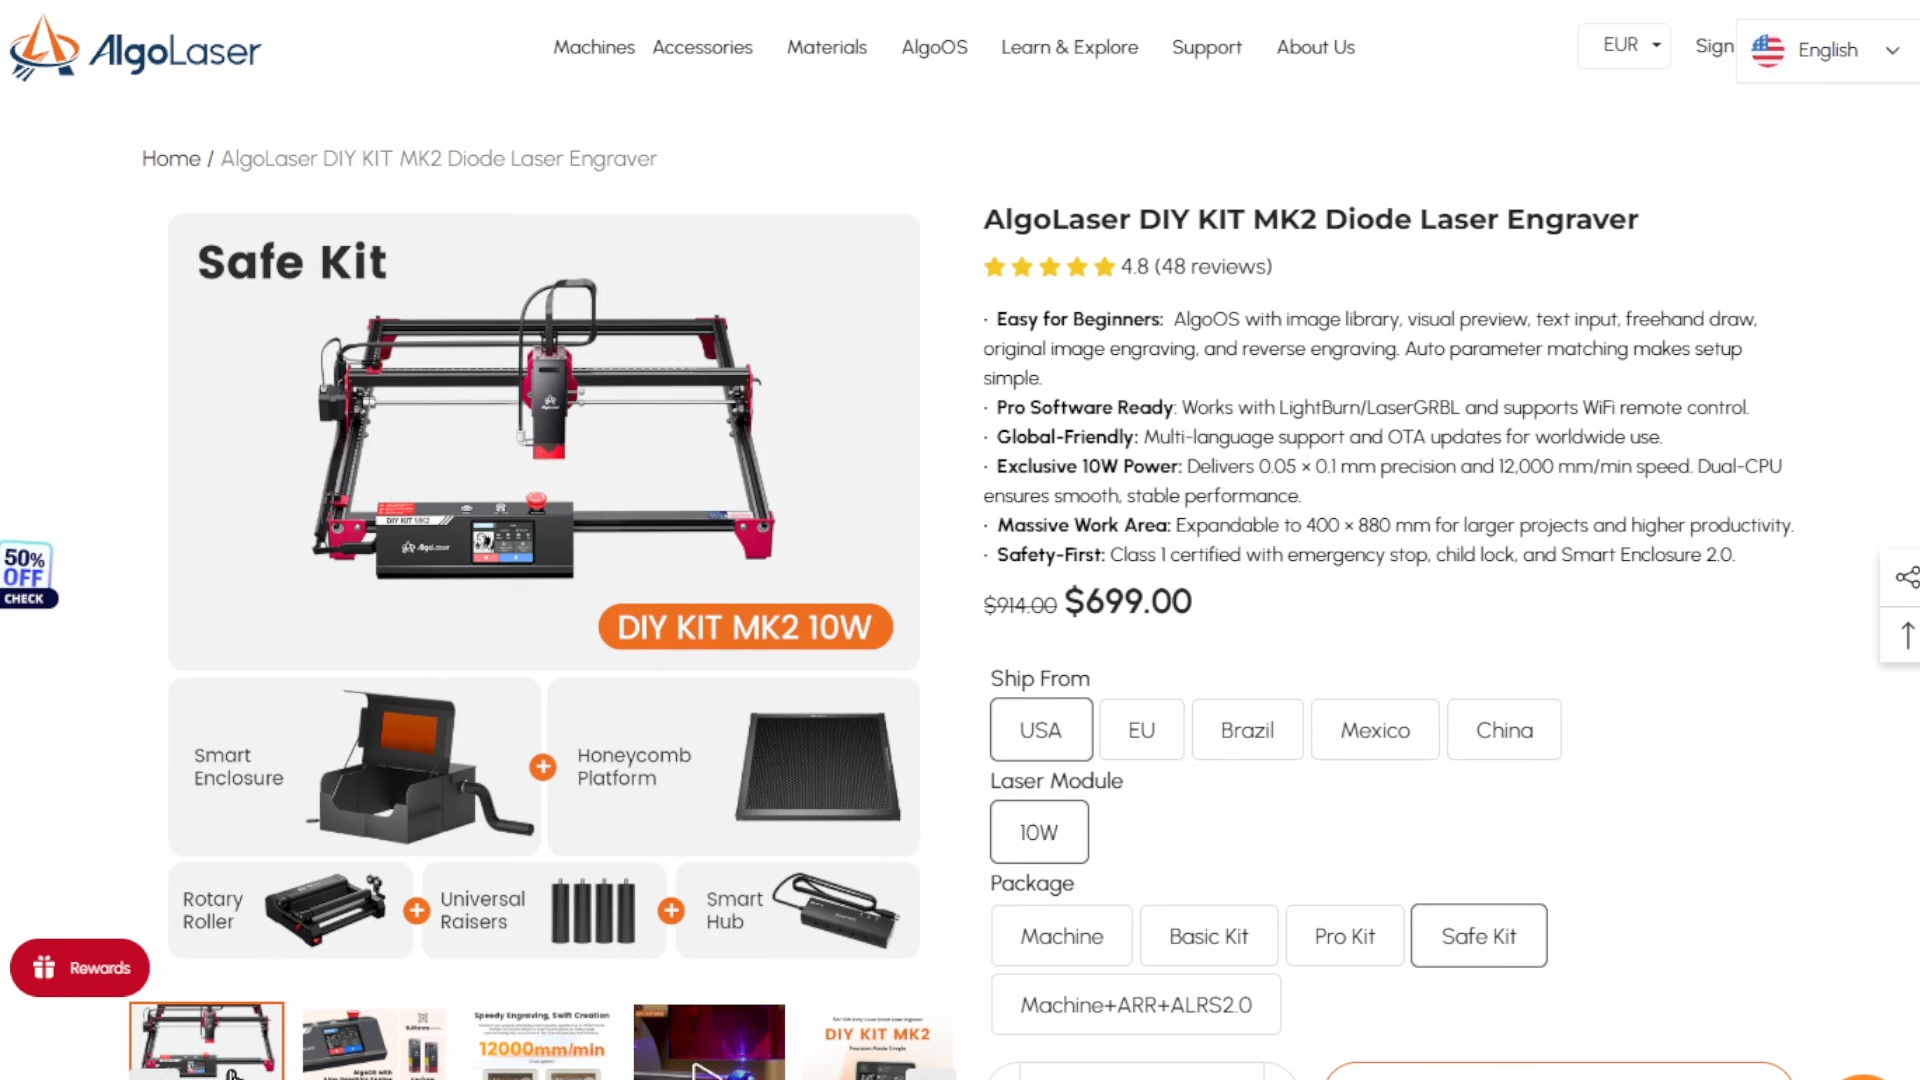 AlgoLaser
Machines
Accessories
Materials
AlgoOS
Learn & Explore
Support
About Us
EUR
Sign
English
Home / AlgoLaser DIY KIT MK2 Diode Laser Engraver
Safe Kit
DIY KIT MK2
AlgoLaser
DIY KIT MK2 10W
Smart
Enclosure
Honeycomb
Platform
Rotary
Roller
Universal
Raisers
Smart
Hub
50%
OFF
CHECK
Rewards
AlgoLaser DIY KIT MK2 Diode Laser Engraver
4.8 (48 reviews)
· Easy for Beginners: AlgoOS with image library, visual preview, text input, freehand draw,
original image engraving, and reverse engraving. Auto parameter matching makes setup
simple.
· Pro Software Ready: Works with LightBurn/LaserGRBL and supports WiFi remote control.
· Global-Friendly: Multi-language support and OTA updates for worldwide use.
· Exclusive 10W Power: Delivers 0.05 × 0.1 mm precision and 12,000 mm/min speed. Dual-CPU
ensures smooth, stable performance.
· Massive Work Area: Expandable to 400 × 880 mm for larger projects and higher productivity.
· Safety-First: Class 1 certified with emergency stop, child lock, and Smart Enclosure 2.0.
$914.00 $699.00
Ship From
USA
EU
Brazil
Mexico
China
Laser Module
10W
Package
Machine
Basic Kit
Pro Kit
Safe Kit
Machine+ARR+ALRS2.0
AlgoOS with
Speedy Engraving, Swift Creation
12000mm/min
DIY KIT MK2